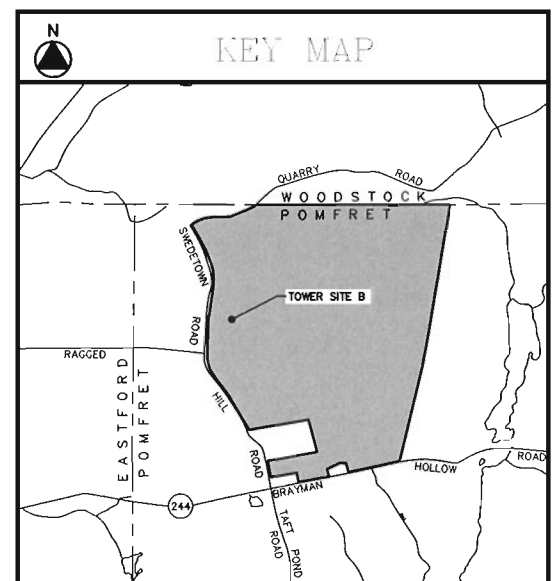 N
KEY MAP
QUARRY ROAD
WOODSTOCK
POMFRET
SWEDETOWN
ROAD
TOWER SITE B
RAGGED
HILL
ROAD
EASTFORD
POMFRET
HOLLOW ROAD
BRAYMAN
244
TAFT POND
ROAD